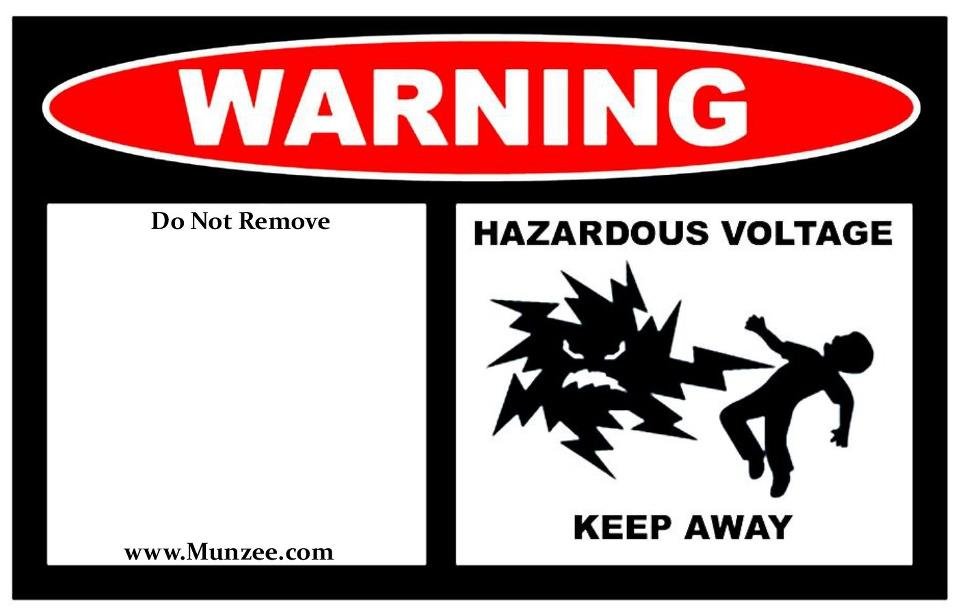 WARNING
Do Not Remove
www.Munzee.com
HAZARDOUS VOLTAGE
KEEP AWAY